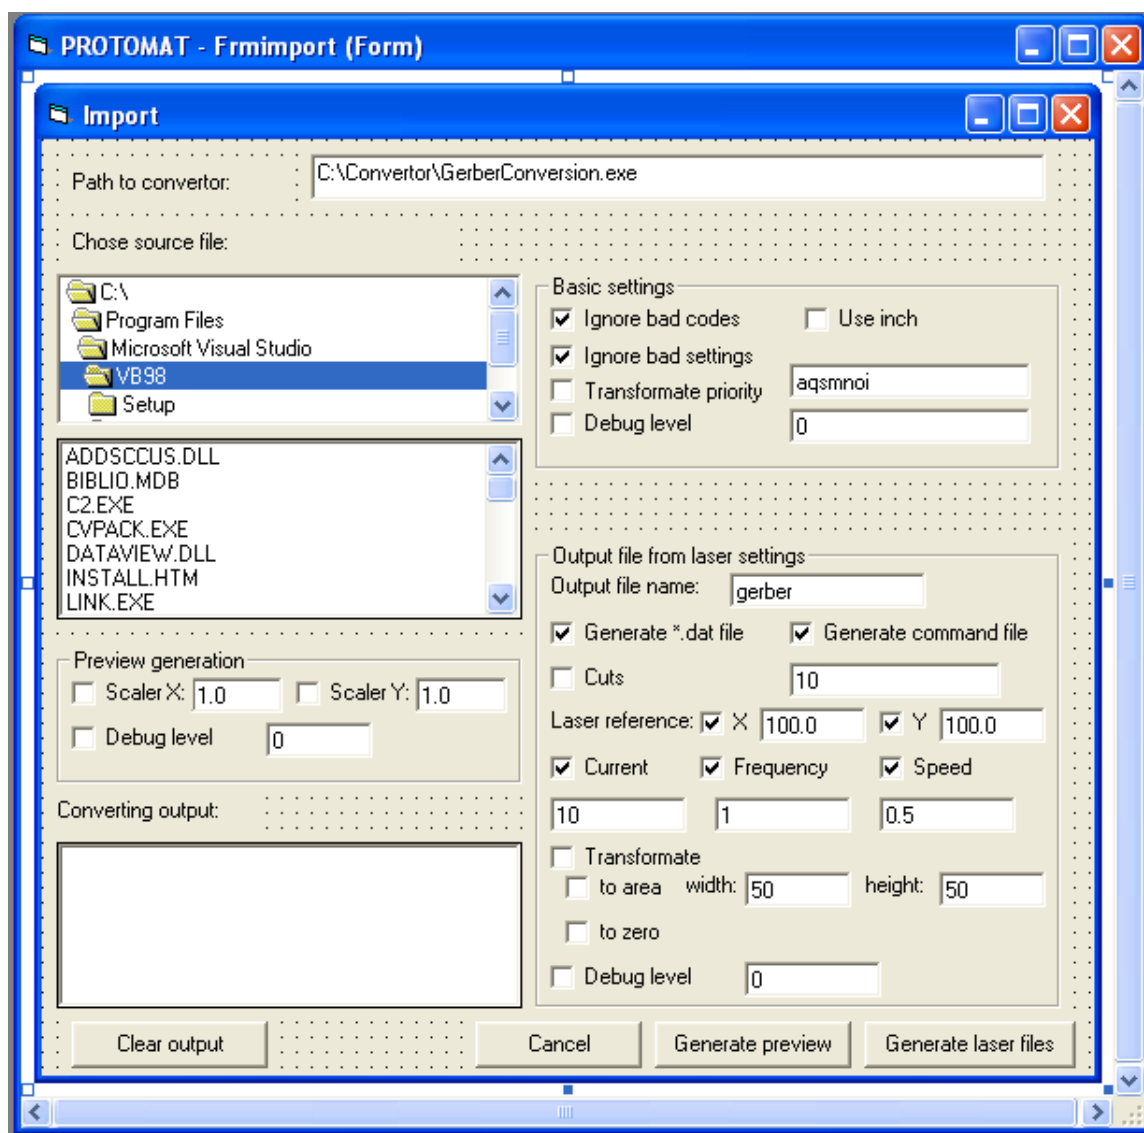 PROTOMAT - Frmimport (Form)
Import
Path to convertor: C:\Convertor\GerberConversion.exe
Chose source file:
C:\
Program Files
Microsoft Visual Studio
VB98
Setup
ADDSCCUS.DLL
BIBLIO.MDB
C2.EXE
CVPACK.EXE
DATAVIEW.DLL
INSTALL.HTM
LINK.EXE
Preview generation
Scaler X: 1.0 Scaler Y: 1.0
Debug level 0
Converting output:
Basic settings
Ignore bad codes Use inch
Ignore bad settings
Transformate priority aqsmnoi
Debug level 0
Output file from laser settings
Output file name: gerber
Generate *.dat file Generate command file
Cuts 10
Laser reference: X 100.0 Y 100.0
Current Frequency Speed
10 1 0.5
Transformate
to area width: 50 height: 50
to zero
Debug level 0
Clear output Cancel Generate preview Generate laser files